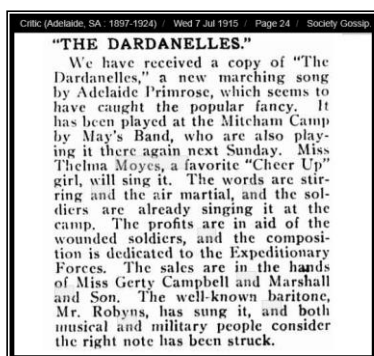 Critic (Adelaide, SA : 1897-1924) / Wed 7 Jul 1915 / Page 24 / Society Gossip.
"THE DARDANELLES."
We have received a copy of "The
Dardanelles," a new marching song
by Adelaide Primrose, which seems to
have caught the popular fancy. It
has been played at the Mitcham Camp
by May's Band, who are also play-
ing it there again next Sunday. Miss
Thelma Moyes, a favorite "Cheer Up"
girl, will sing it. The words are stir-
ring and the air martial, and the sol-
diers are already singing it at the
camp. The profits are in aid of the
wounded soldiers, and the composi-
tion is dedicated to the Expeditionary
Forces. The sales are in the hands
of Miss Gerty Campbell and Marshall
and Son. The well-known baritone,
Mr. Robyns, has sung it, and both
musical and military people consider
the right note has been struck.